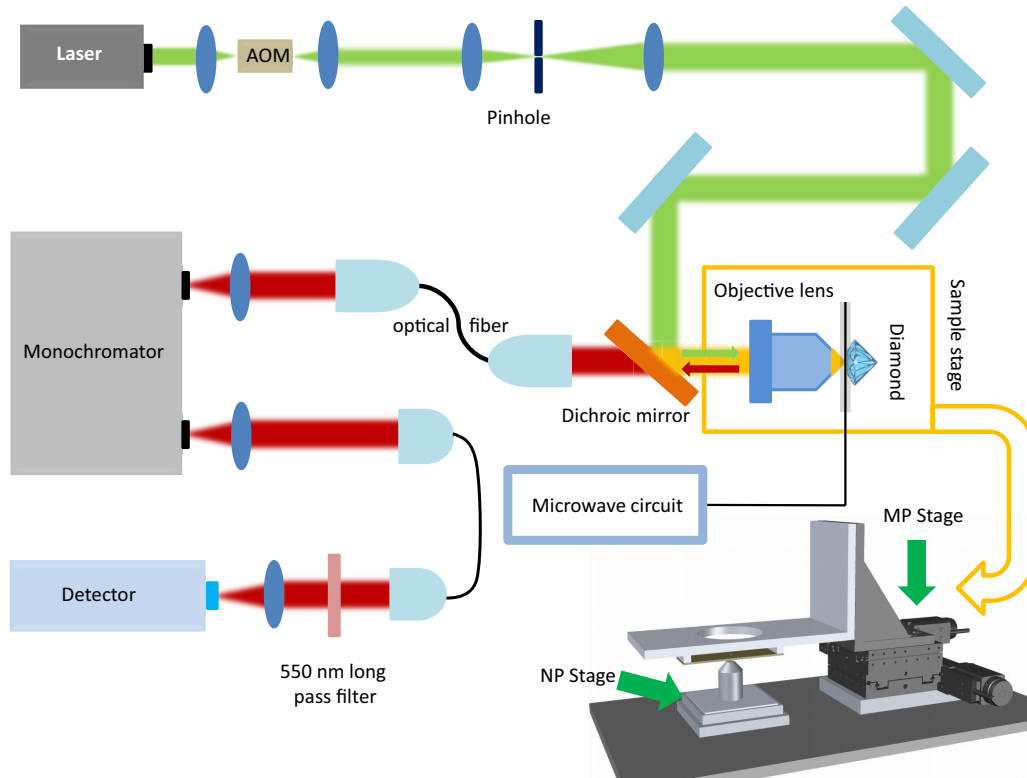 Laser
AOM
Pinhole
Objective lens
Diamond
Sample stage
optical fiber
Monochromator
Dichroic mirror
Microwave circuit
MP Stage
Detector
550 nm long
pass filter
NP Stage